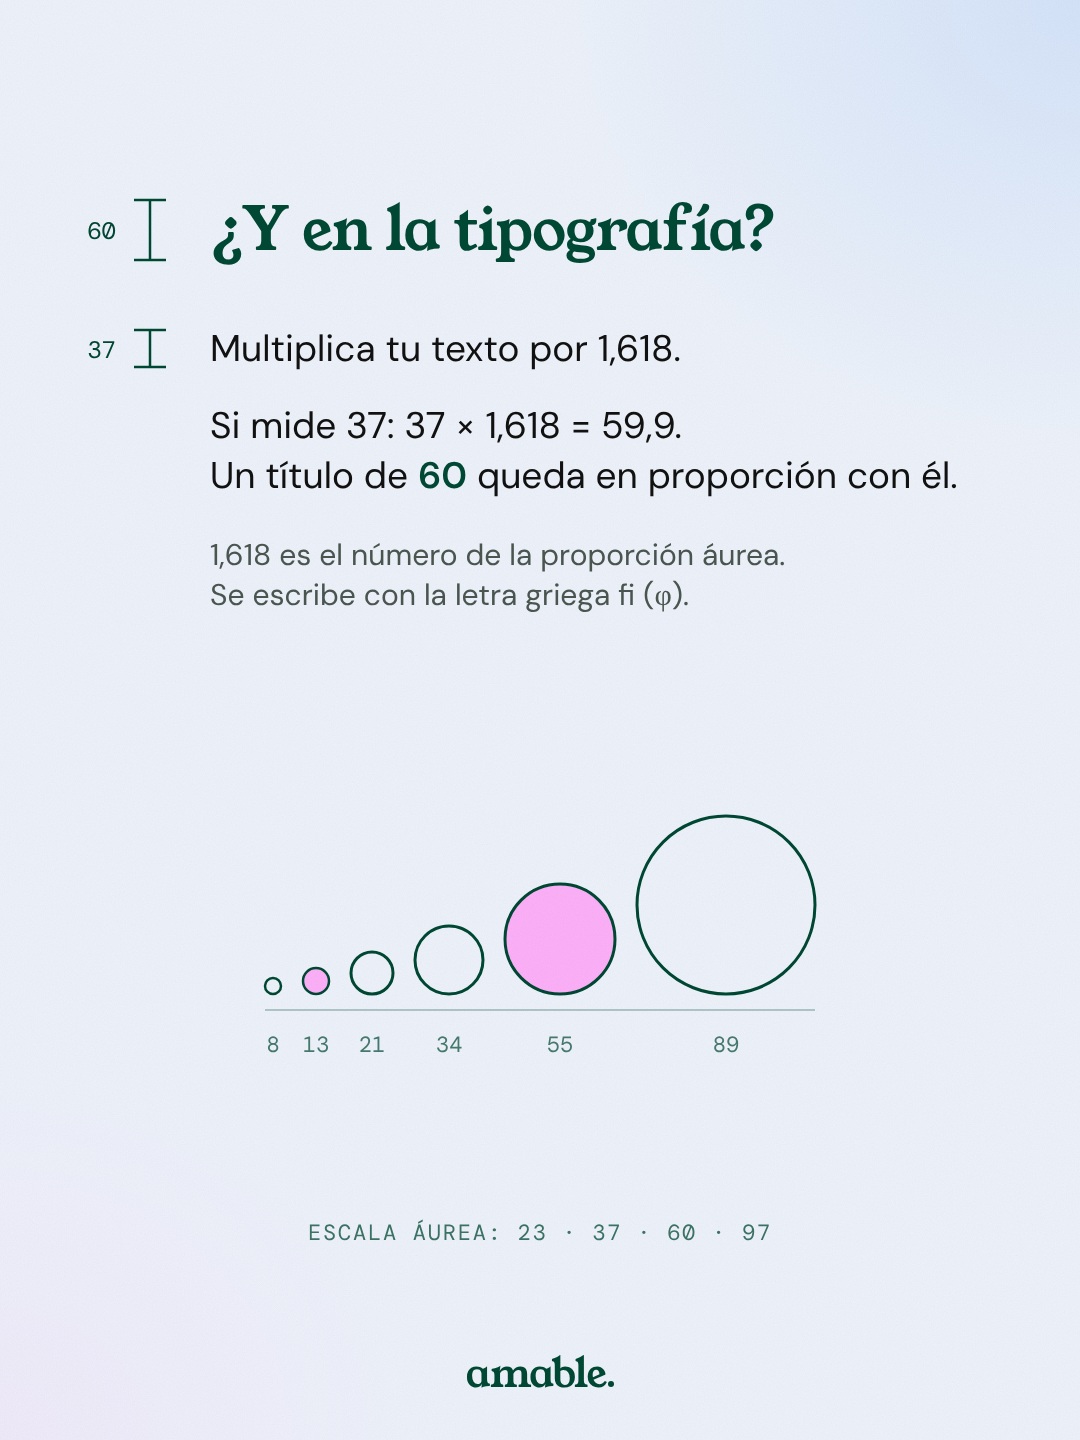 60
¿Y en la tipografía?
37
Multiplica tu texto por 1,618.
Si mide 37: 37 × 1,618 = 59,9.
Un título de 60 queda en proporción con él.
1,618 es el número de la proporción áurea.
Se escribe con la letra griega fi (φ).
8 13 21 34 55 89
ESCALA ÁUREA: 23 · 37 · 60 · 97
amable.